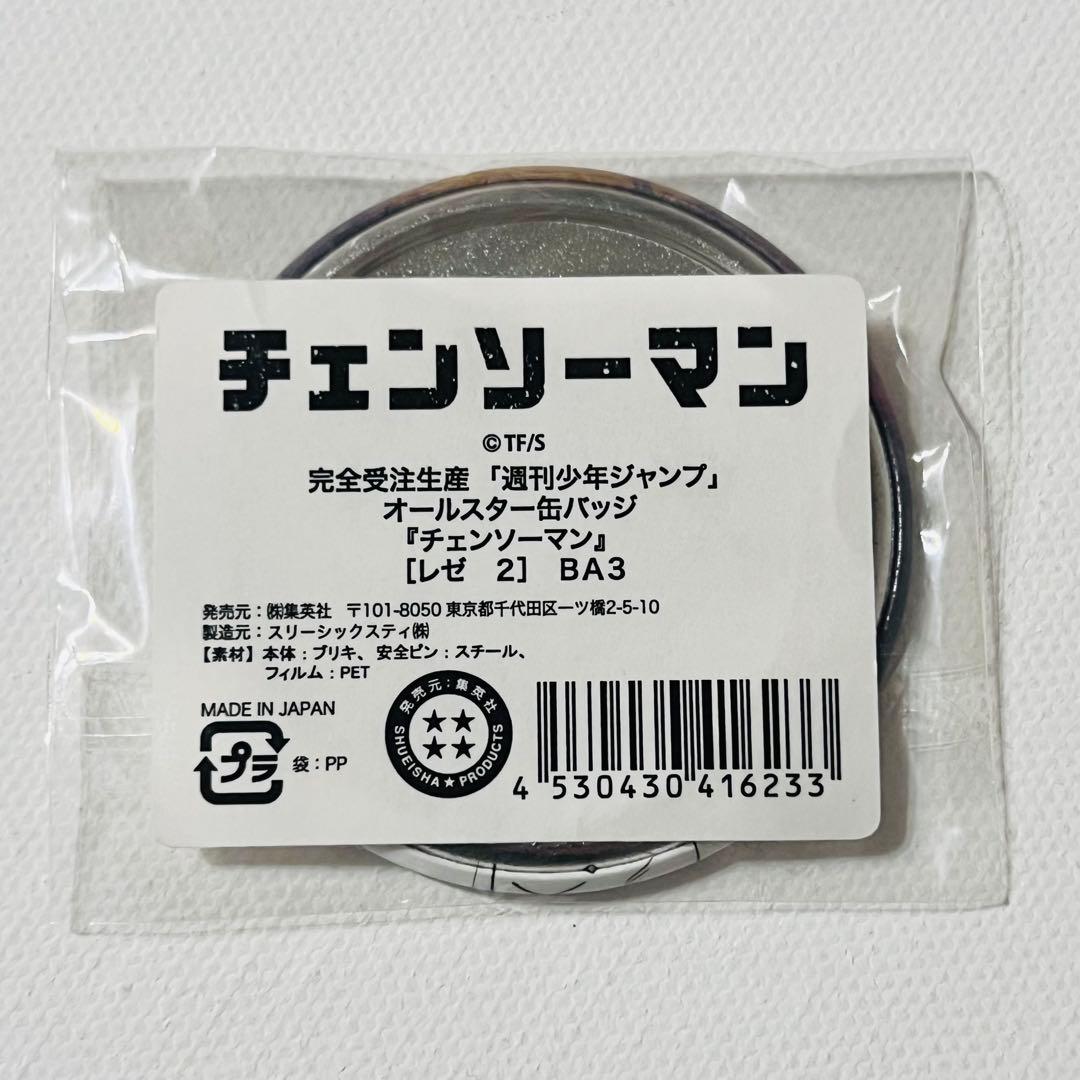 チェンソーマン
©TF/S
完全受注生産 「週刊少年ジャンプ」
オールスター缶バッジ
『チェンソーマン』
[レゼ　2]　BA3
発売元：㈱集英社　〒101-8050 東京都千代田区一ツ橋2-5-10
製造元：スリーシックスティ㈱
【素材】本体：ブリキ、安全ピン：スチール、
フィルム：PET
MADE IN JAPAN
プラ
袋：PP
発売元：集英社
SHUEISHA★PRODUCTS
4 530430 416233